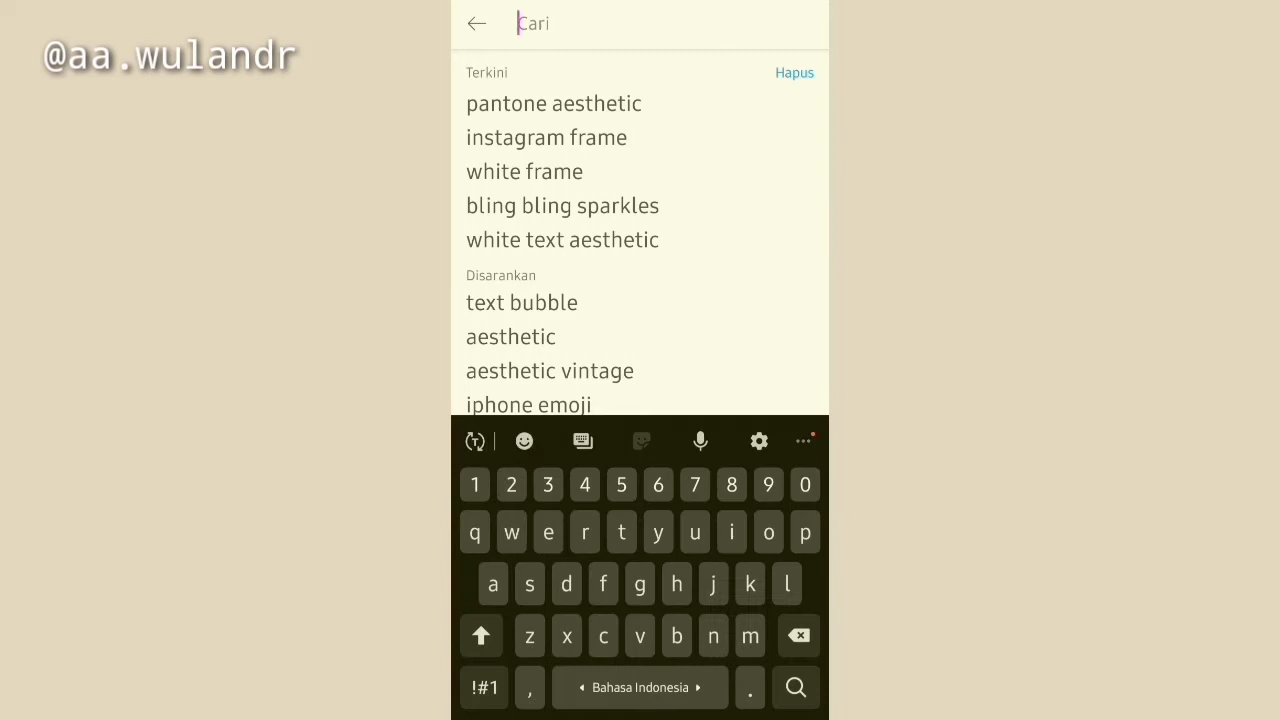 @aa.wulandr
Cari
Terkini Hapus
pantone aesthetic
instagram frame
white frame
bling bling sparkles
white text aesthetic
Disarankan
text bubble
aesthetic
aesthetic vintage
iphone emoji
1 2 3 4 5 6 7 8 9 0
q w e r t y u i o p
a s d f g h j k l
z x c v b n m
!#1 , Bahasa Indonesia .